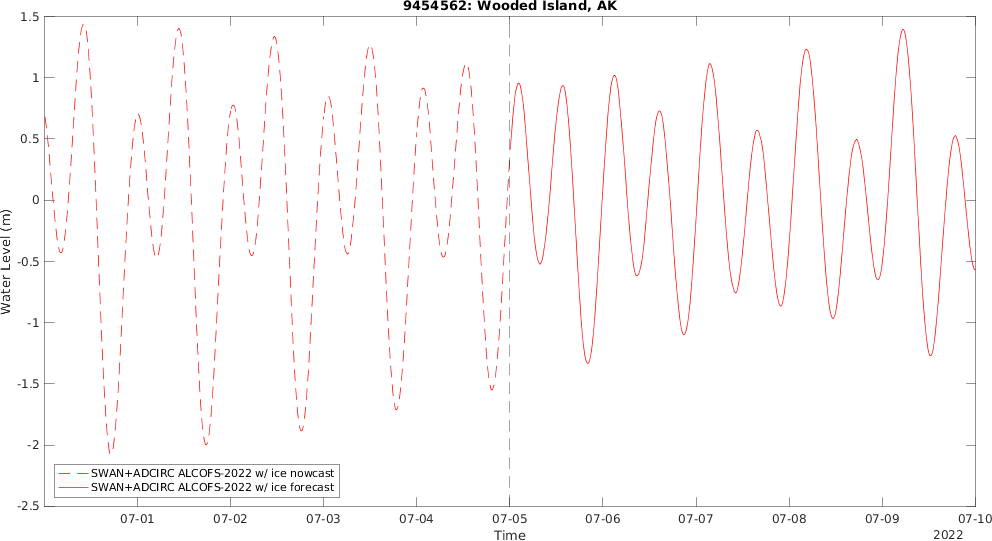 9454562: Wooded Island, AK
1.5
1
0.5
0
-0.5
-1
-1.5
-2
-2.5
Water Level (m)
SWAN+ADCIRC ALCOFS-2022 w/ ice nowcast
SWAN+ADCIRC ALCOFS-2022 w/ ice forecast
07-01 07-02 07-03 07-04 07-05 07-06 07-07 07-08 07-09 07-10
Time
2022